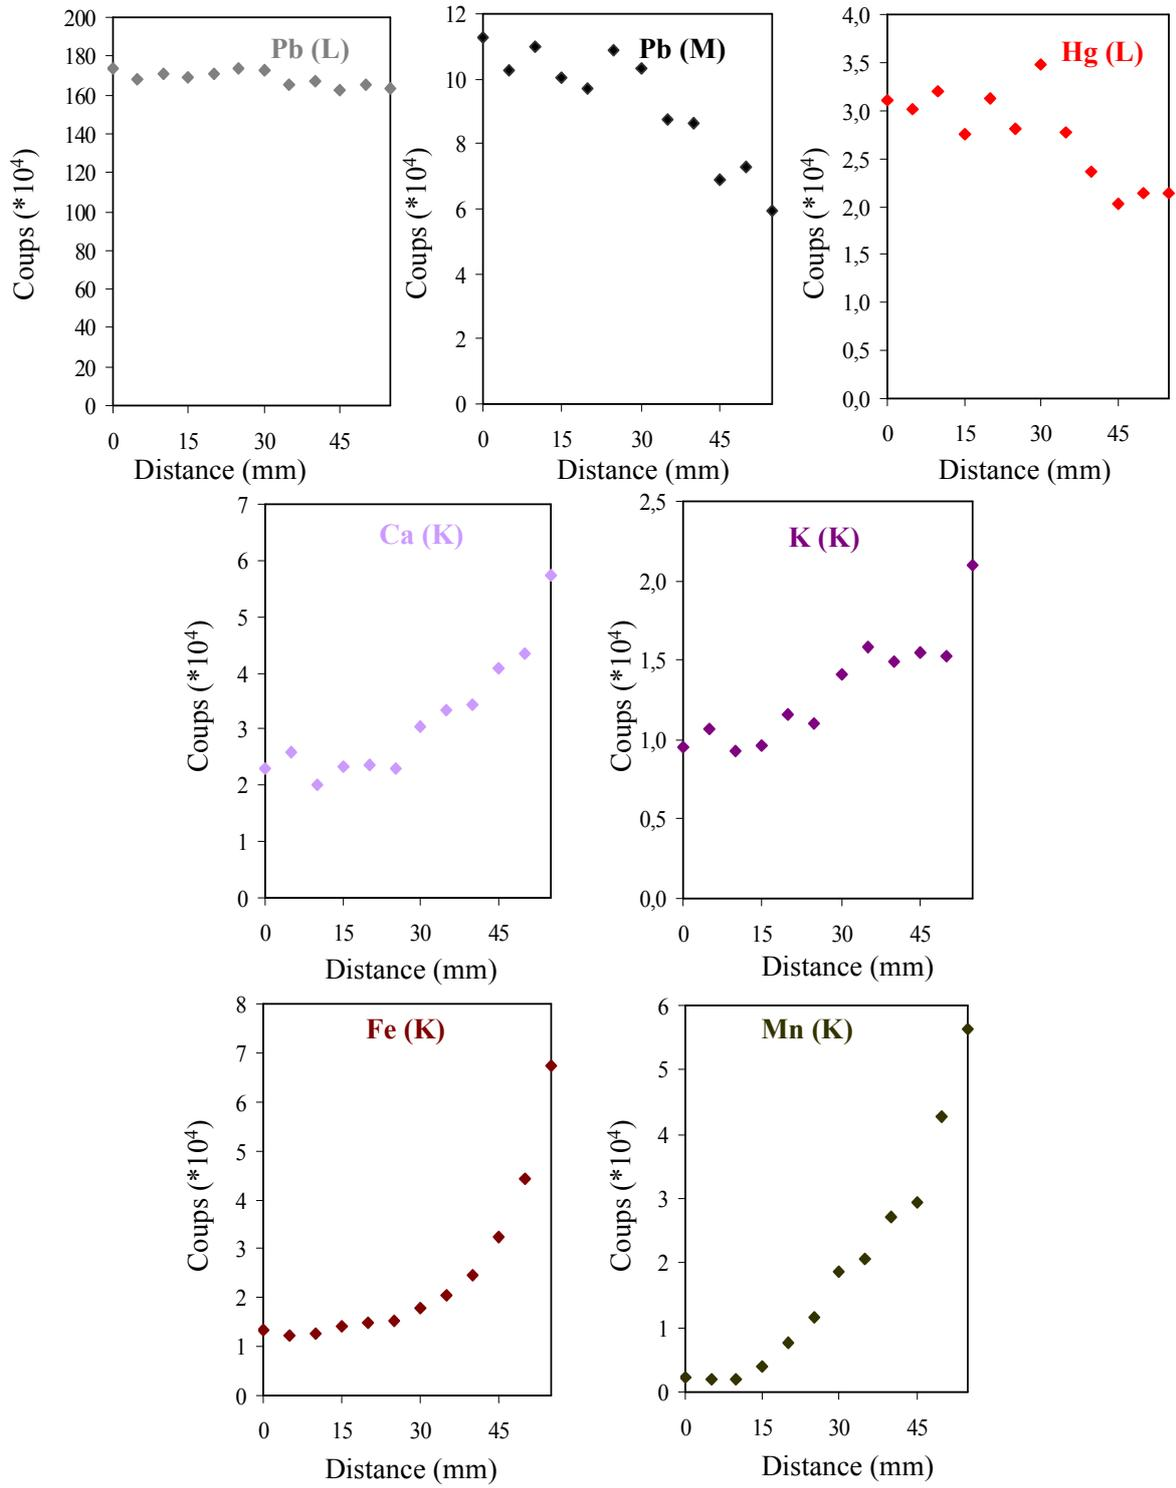 Pb (L)
200
180
160
140
120
100
80
60
40
20
0
Coups (*10⁴)
0 15 30 45
Distance (mm)
Pb (M)
12
10
8
6
4
2
0
Coups (*10⁴)
0 15 30 45
Distance (mm)
Hg (L)
4,0
3,5
3,0
2,5
2,0
1,5
1,0
0,5
0,0
Coups (*10⁴)
0 15 30 45
Distance (mm)
Ca (K)
7
6
5
4
3
2
1
0
Coups (*10⁴)
0 15 30 45
Distance (mm)
K (K)
2,5
2,0
1,5
1,0
0,5
0,0
Coups (*10⁴)
0 15 30 45
Distance (mm)
Fe (K)
8
7
6
5
4
3
2
1
0
Coups (*10⁴)
0 15 30 45
Distance (mm)
Mn (K)
6
5
4
3
2
1
0
Coups (*10⁴)
0 15 30 45
Distance (mm)